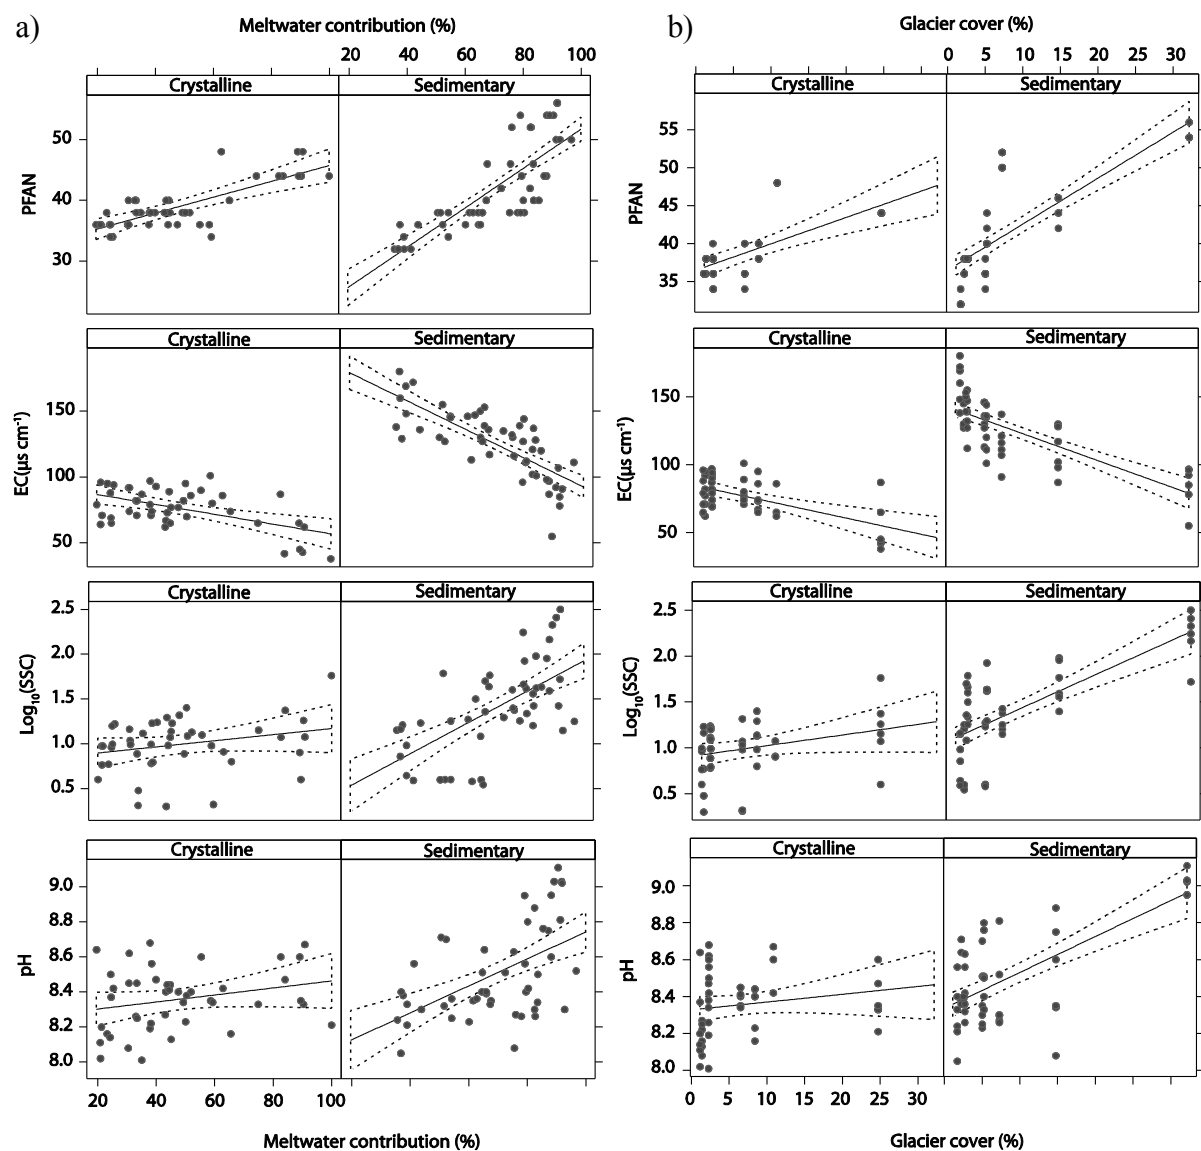 a)
Meltwater contribution (%)
20 40 60 80 100
Crystalline Sedimentary
PFAN
50
40
30
Crystalline Sedimentary
EC(µs cm⁻¹)
150
100
50
Crystalline Sedimentary
Log₁₀(SSC)
2.5
2.0
1.5
1.0
0.5
Crystalline Sedimentary
pH
9.0
8.8
8.6
8.4
8.2
8.0
20 40 60 80 100
Meltwater contribution (%)
b)
Glacier cover (%)
0 5 10 15 20 25 30
Crystalline Sedimentary
PFAN
55
50
45
40
35
Crystalline Sedimentary
EC(µs cm⁻¹)
150
100
50
Crystalline Sedimentary
Log₁₀(SSC)
2.5
2.0
1.5
1.0
0.5
Crystalline Sedimentary
pH
9.0
8.8
8.6
8.4
8.2
8.0
0 5 10 15 20 25 30
Glacier cover (%)